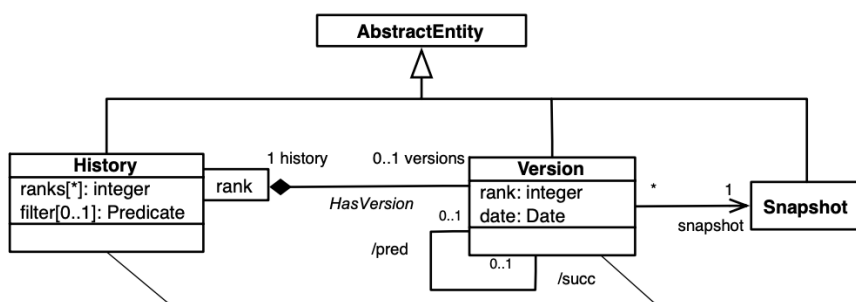 AbstractEntity
History
ranks[*]: integer
filter[0..1]: Predicate
rank
1 history
0..1 versions
HasVersion
Version
rank: integer
date: Date
0..1
/pred
0..1
/succ
*
1
snapshot
Snapshot